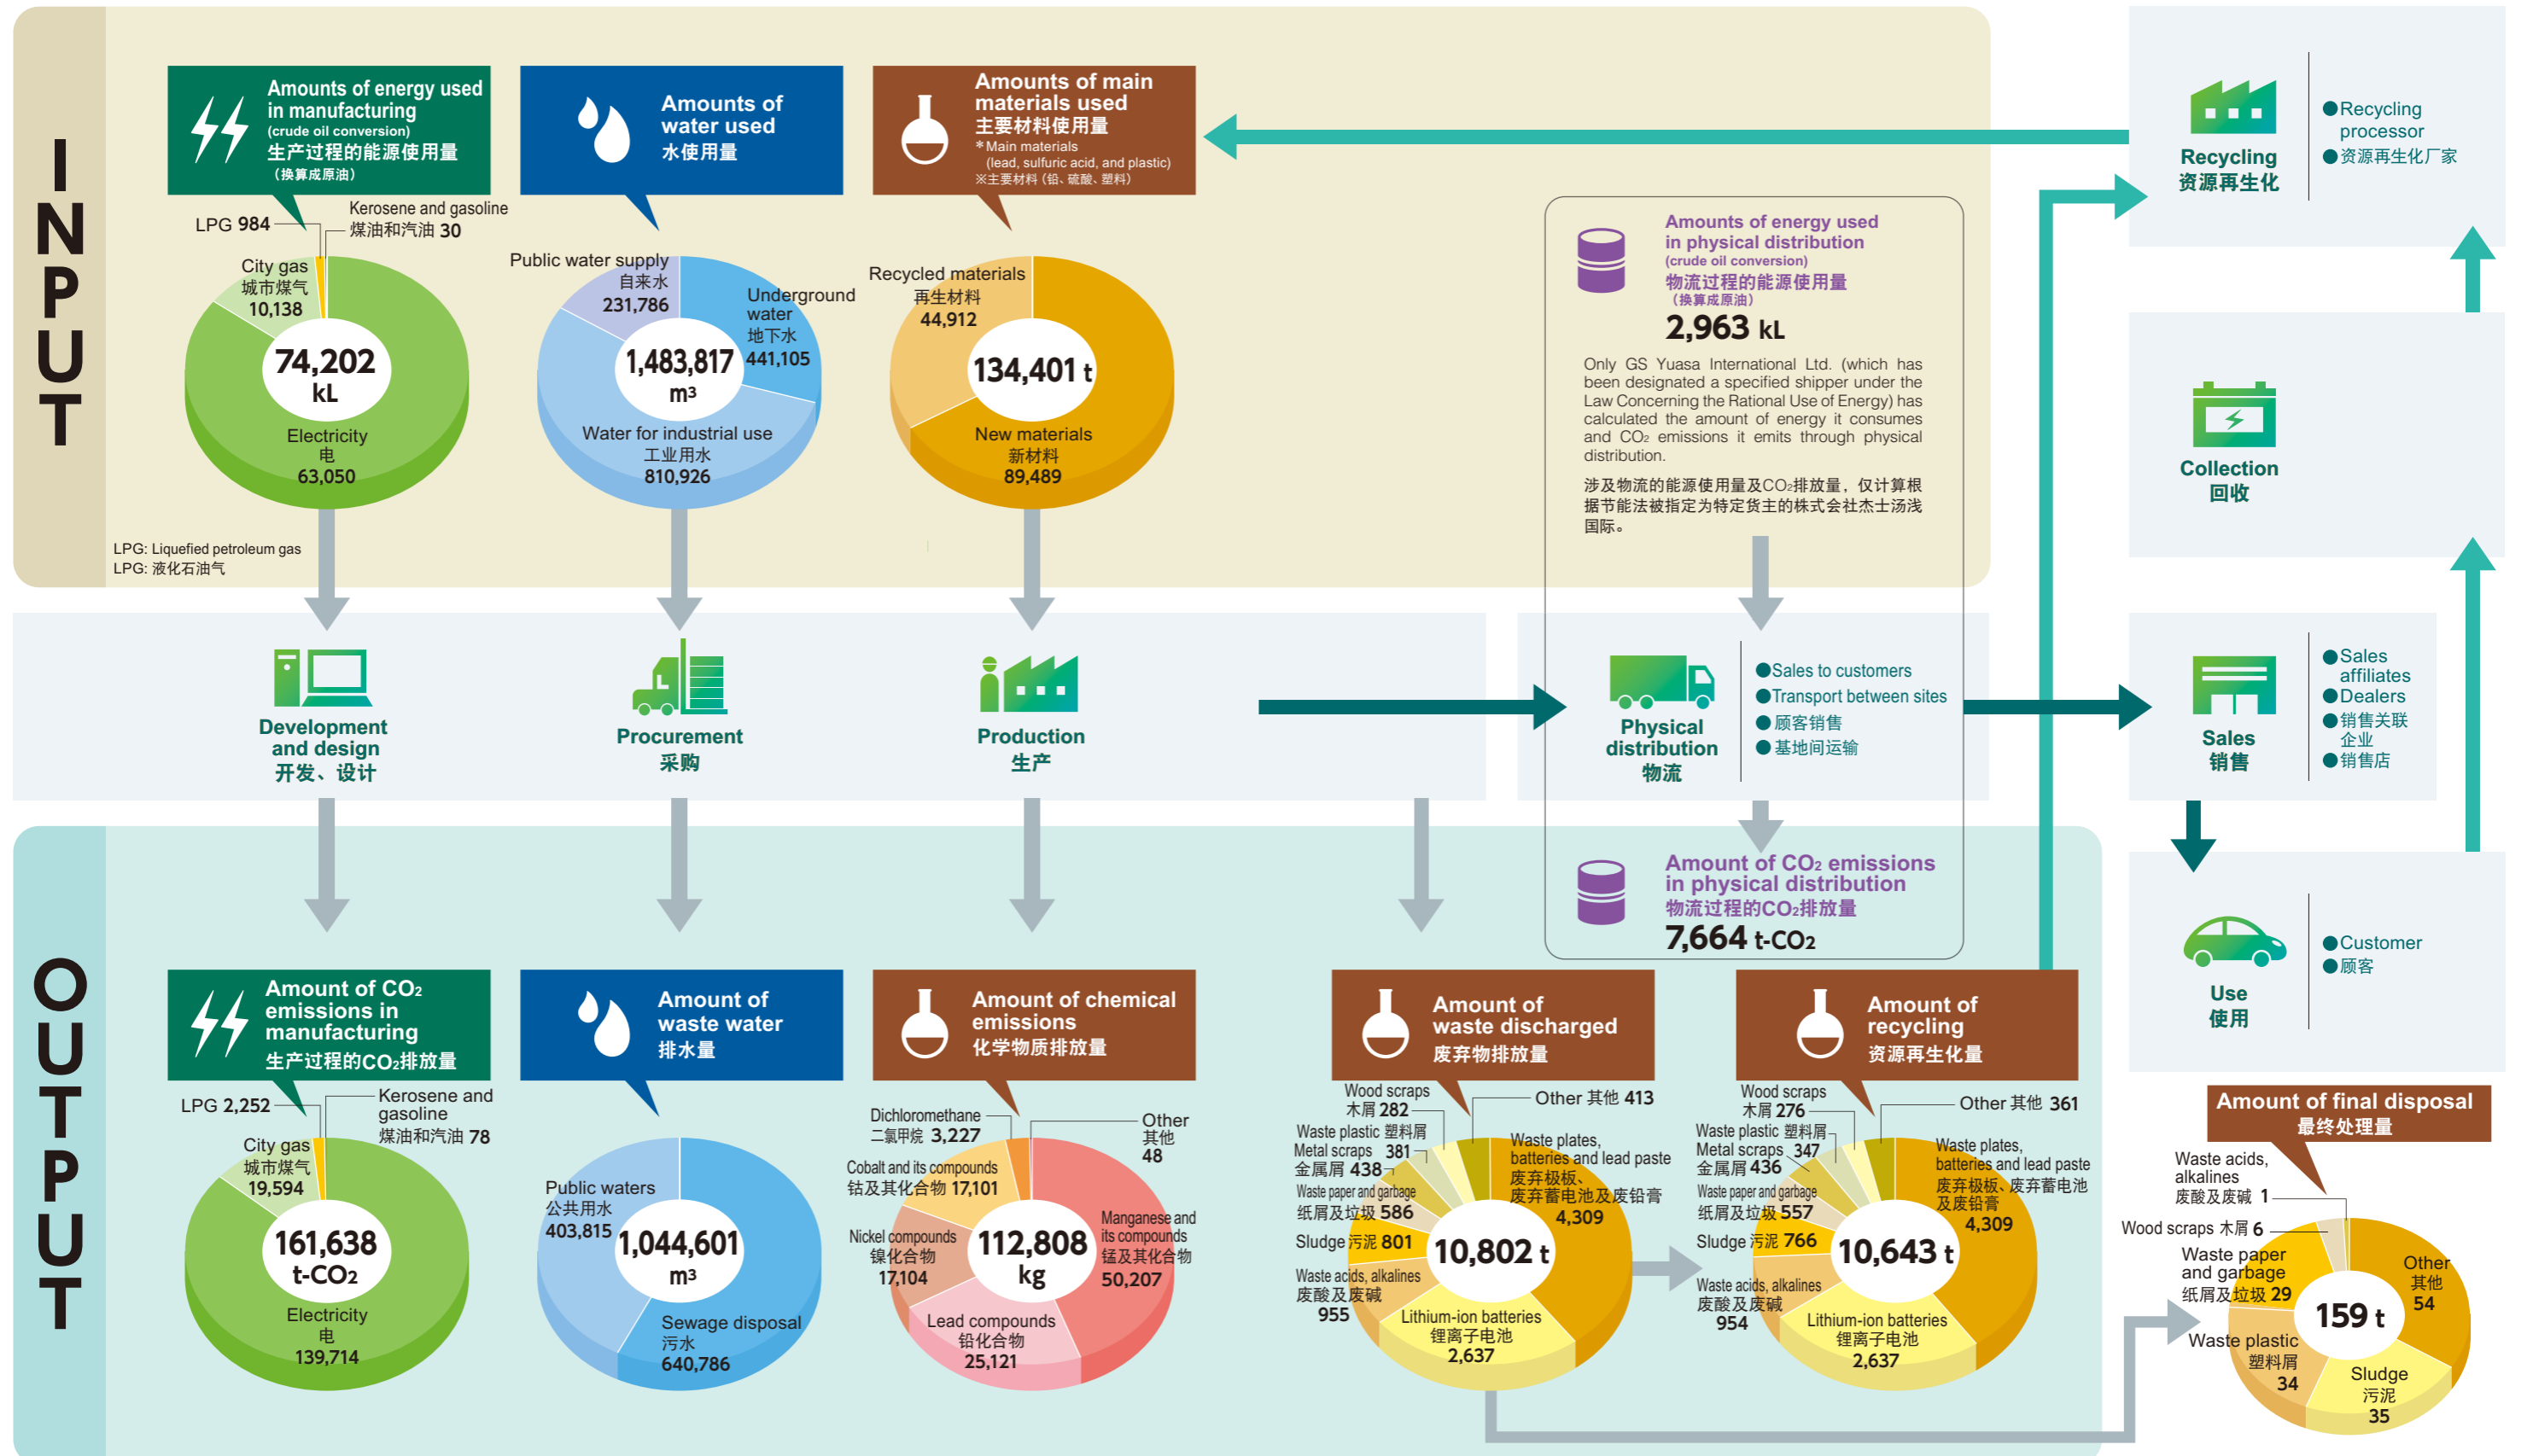 INPUT
Amounts of energy used
in manufacturing
(crude oil conversion)
生产过程的能源使用量
（换算成原油）
LPG 984
Kerosene and gasoline
煤油和汽油 30
City gas
城市煤气
10,138
74,202
kL
Electricity
电
63,050
LPG: Liquefied petroleum gas
LPG: 液化石油气
Amounts of
water used
水使用量
Public water supply
自来水
231,786
Underground
water
地下水
441,105
1,483,817
m³
Water for industrial use
工业用水
810,926
Amounts of main
materials used
主要材料使用量
*Main materials
(lead, sulfuric acid, and plastic)
※主要材料（铅、硫酸、塑料）
Recycled materials
再生材料
44,912
134,401 t
New materials
新材料
89,489
Amounts of energy used
in physical distribution
(crude oil conversion)
物流过程的能源使用量
（换算成原油）
2,963 kL
Only GS Yuasa International Ltd. (which has
been designated a specified shipper under the
Law Concerning the Rational Use of Energy) has
calculated the amount of energy it consumes
and CO₂ emissions it emits through physical
distribution.
涉及物流的能源使用量及CO₂排放量，仅计算根
据节能法被指定为特定货主的株式会社杰士汤浅
国际。
Recycling
资源再生化
●Recycling
processor
●资源再生化厂家
Collection
回收
Development
and design
开发、设计
Procurement
采购
Production
生产
Physical
distribution
物流
●Sales to customers
●Transport between sites
●顾客销售
●基地间运输
Sales
销售
●Sales
affiliates
●Dealers
●销售关联
企业
●销售店
Use
使用
●Customer
●顾客
OUTPUT
Amount of CO₂
emissions in
manufacturing
生产过程的CO₂排放量
LPG 2,252
Kerosene and
gasoline
煤油和汽油 78
City gas
城市煤气
19,594
161,638
t-CO₂
Electricity
电
139,714
Amount of
waste water
排水量
Public waters
公共用水
403,815
1,044,601
m³
Sewage disposal
污水
640,786
Amount of chemical
emissions
化学物质排放量
Dichloromethane
二氯甲烷 3,227
Other
其他
48
Cobalt and its compounds
钴及其化合物 17,101
Nickel compounds
镍化合物
17,104
112,808
kg
Manganese and
its compounds
锰及其化合物
50,207
Lead compounds
铅化合物
25,121
Amount of CO₂ emissions
in physical distribution
物流过程的CO₂排放量
7,664 t-CO₂
Amount of
waste discharged
废弃物排放量
Wood scraps
木屑 282
Other 其他 413
Waste plastic 塑料屑
381
Metal scraps
金属屑 438
Waste paper and garbage
纸屑及垃圾 586
Sludge 污泥 801
Waste acids, alkalines
废酸及废碱
955
Waste plates,
batteries and lead paste
废弃极板、
废弃蓄电池及废铅膏
4,309
10,802 t
Lithium-ion batteries
锂离子电池
2,637
Amount of
recycling
资源再生化量
Wood scraps
木屑 276
Other 其他 361
Waste plastic 塑料屑
347
Metal scraps
金属屑 436
Waste paper and garbage
纸屑及垃圾 557
Sludge 污泥 766
Waste acids, alkalines
废酸及废碱
954
Waste plates,
batteries and lead paste
废弃极板、废弃蓄电池
及废铅膏
4,309
10,643 t
Lithium-ion batteries
锂离子电池
2,637
Amount of final disposal
最终处理量
Waste acids,
alkalines
废酸及废碱 1
Wood scraps 木屑 6
Waste paper
and garbage
纸屑及垃圾 29
Other
其他
54
159 t
Waste plastic
塑料屑
34
Sludge
污泥
35